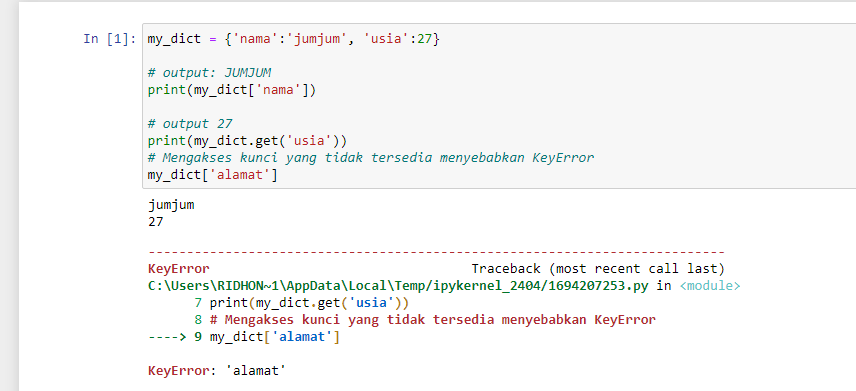 In [1]: my_dict = {'nama':'jumjum', 'usia':27}
# output: JUMJUM
print(my_dict['nama'])
# output 27
print(my_dict.get('usia'))
# Mengakses kunci yang tidak tersedia menyebabkan KeyError
my_dict['alamat']
jumjum
27
---------------------------------------------------------------------------
KeyError Traceback (most recent call last)
C:\Users\RIDHON~1\AppData\Local\Temp/ipykernel_2404/1694207253.py in <module>
7 print(my_dict.get('usia'))
8 # Mengakses kunci yang tidak tersedia menyebabkan KeyError
----> 9 my_dict['alamat']
KeyError: 'alamat'